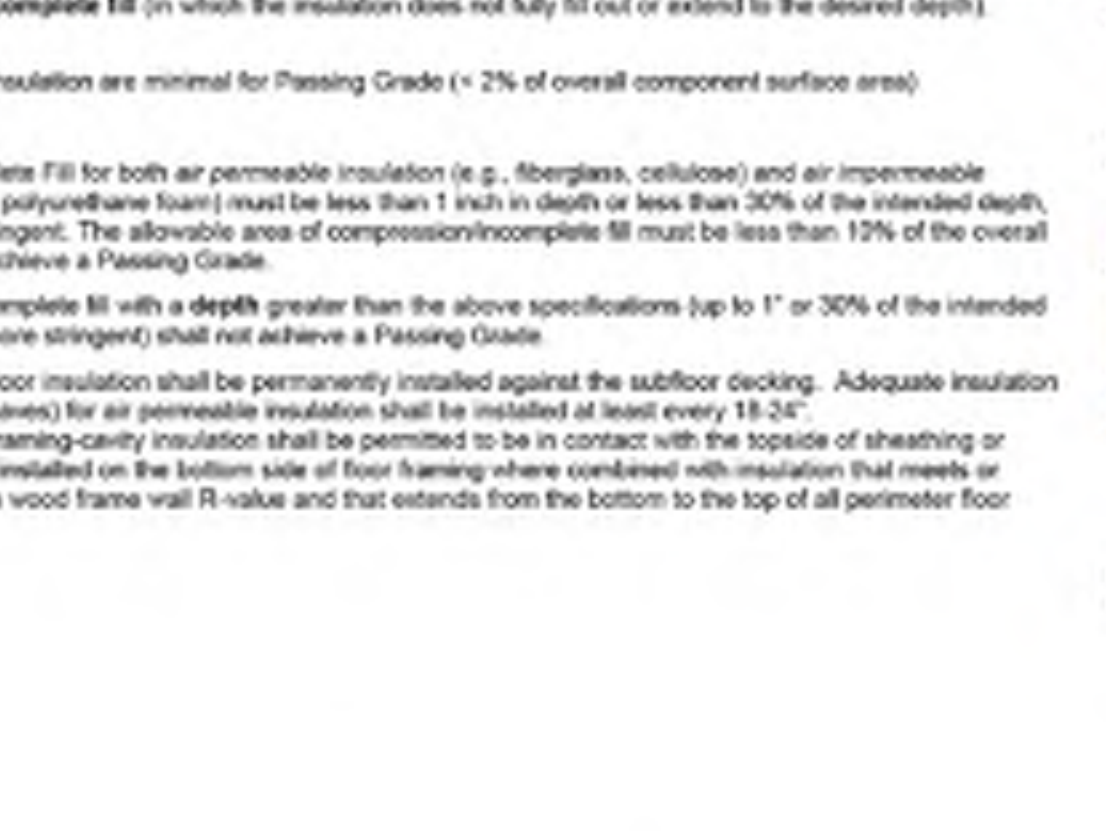 omplete fill (in which the insulation does not fully fill out or extend to the desired depth).
nsulation are minimal for Passing Grade (< 2% of overall component surface area)
lete Fill for both air permeable insulation (e.g., fiberglass, cellulose) and air impermeable
polyurethane foam) must be less than 1 inch in depth or less than 30% of the intended depth,
ingent. The allowable area of compression/incomplete fill must be less than 10% of the overall
chieve a Passing Grade.
omplete fill with a depth greater than the above specifications (up to 1" or 30% of the intended
ore stringent) shall not achieve a Passing Grade.
oor insulation shall be permanently installed against the subfloor decking. Adequate insulation
aves) for air permeable insulation shall be installed at least every 18-24".
raming-cavity insulation shall be permitted to be in contact with the topside of sheathing or
installed on the bottom side of floor framing where combined with insulation that meets or
wood frame wall R-value and that extends from the bottom to the top of all perimeter floor